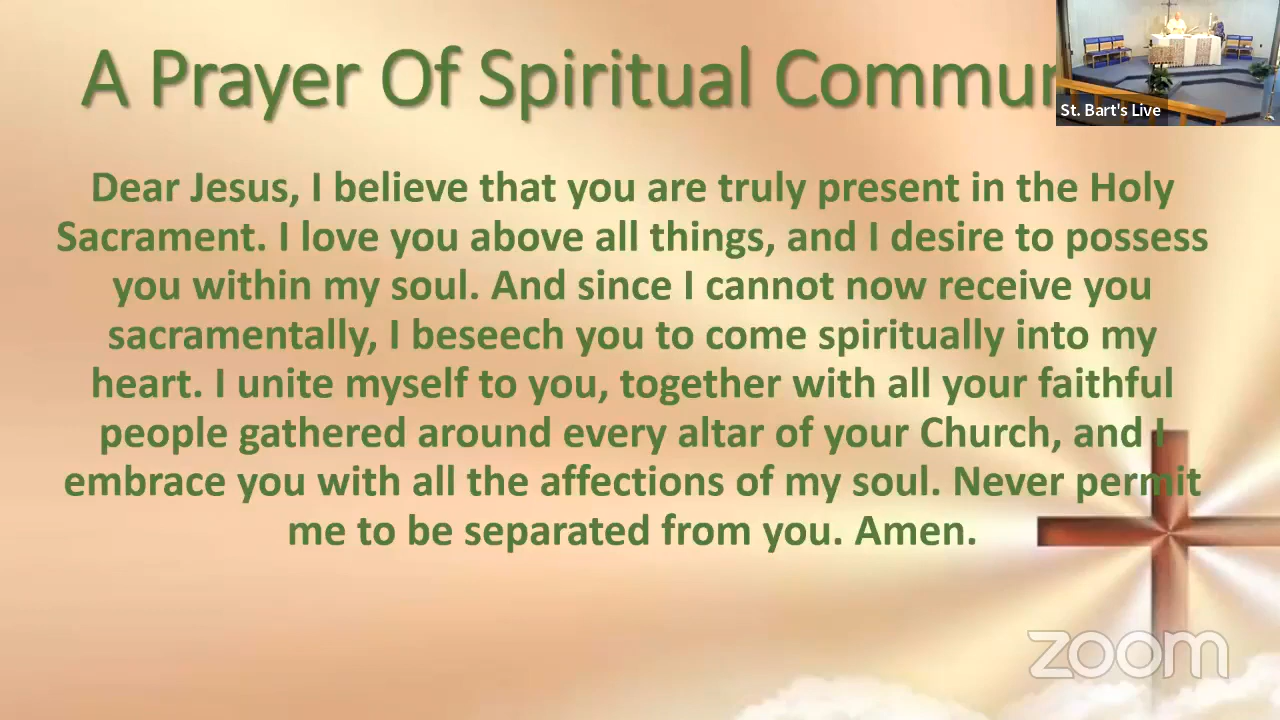 A Prayer Of Spiritual Commun
St. Bart's Live
Dear Jesus, I believe that you are truly present in the Holy
Sacrament. I love you above all things, and I desire to possess
you within my soul. And since I cannot now receive you
sacramentally, I beseech you to come spiritually into my
heart. I unite myself to you, together with all your faithful
people gathered around every altar of your Church, and I
embrace you with all the affections of my soul. Never permit
me to be separated from you. Amen.
zoom